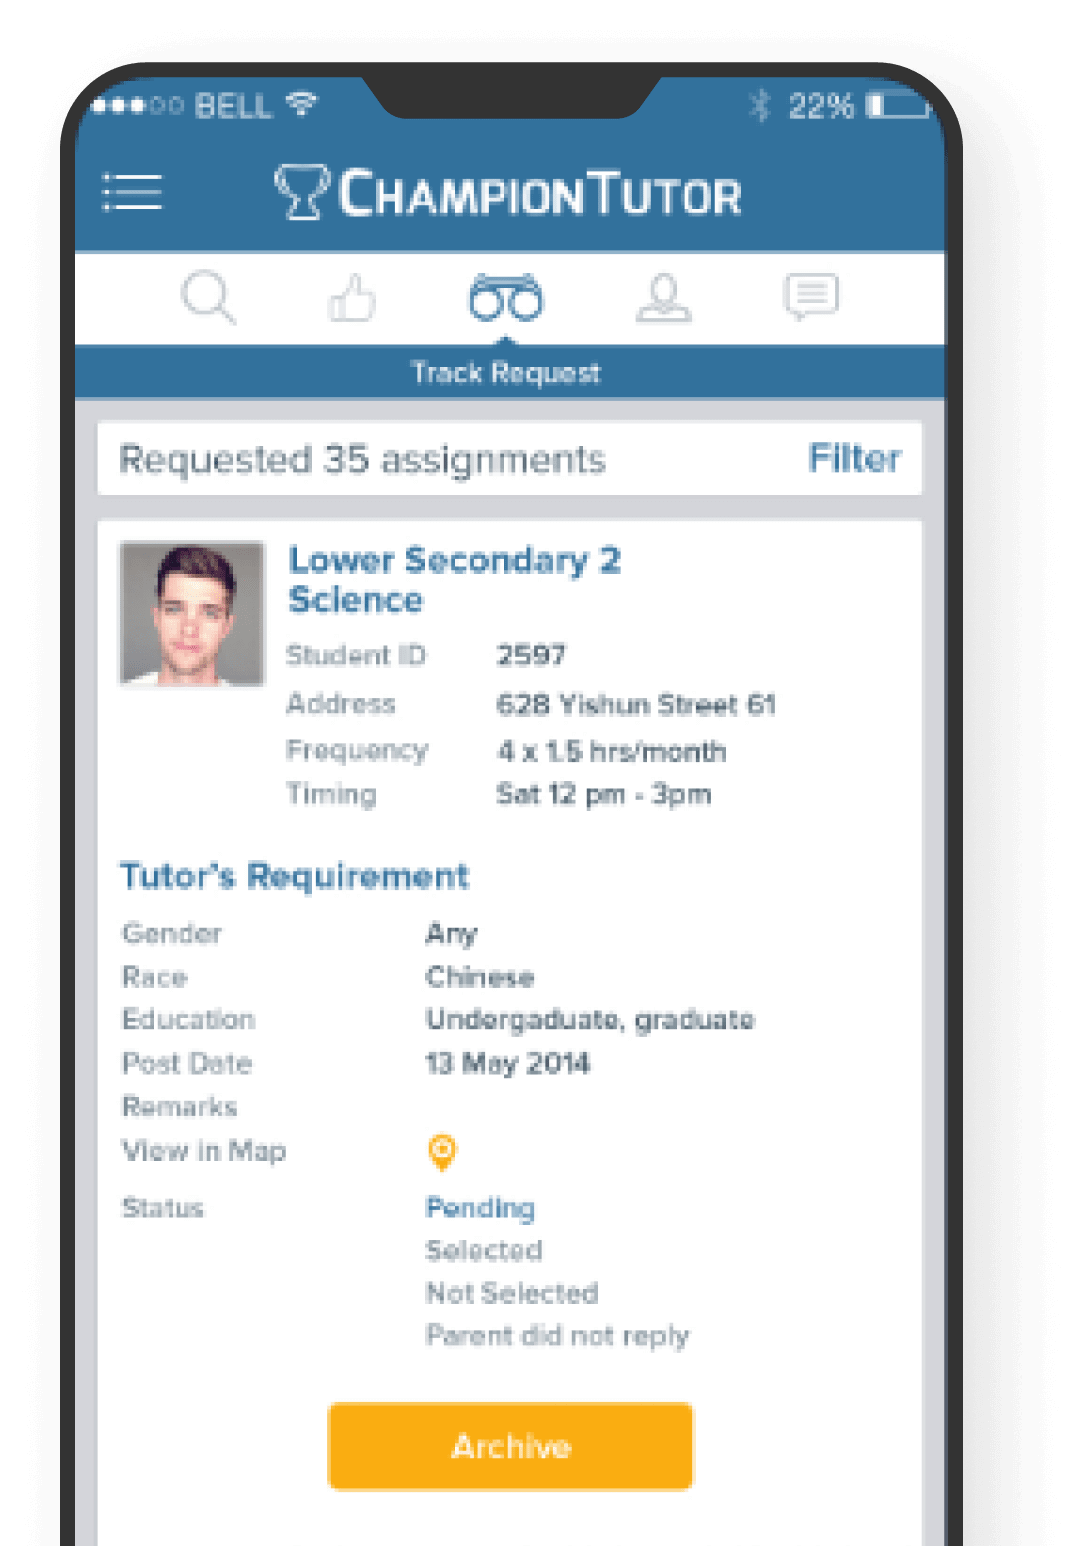 BELL 22%
CHAMPIONTUTOR
Track Request
Requested 35 assignments Filter
Lower Secondary 2
Science
Student ID 2597
Address 628 Yishun Street 61
Frequency 4 x 1.5 hrs/month
Timing Sat 12 pm - 3pm
Tutor's Requirement
Gender Any
Race Chinese
Education Undergaduate, graduate
Post Date 13 May 2014
Remarks
View in Map
Status Pending
Selected
Not Selected
Parent did not reply
Archive